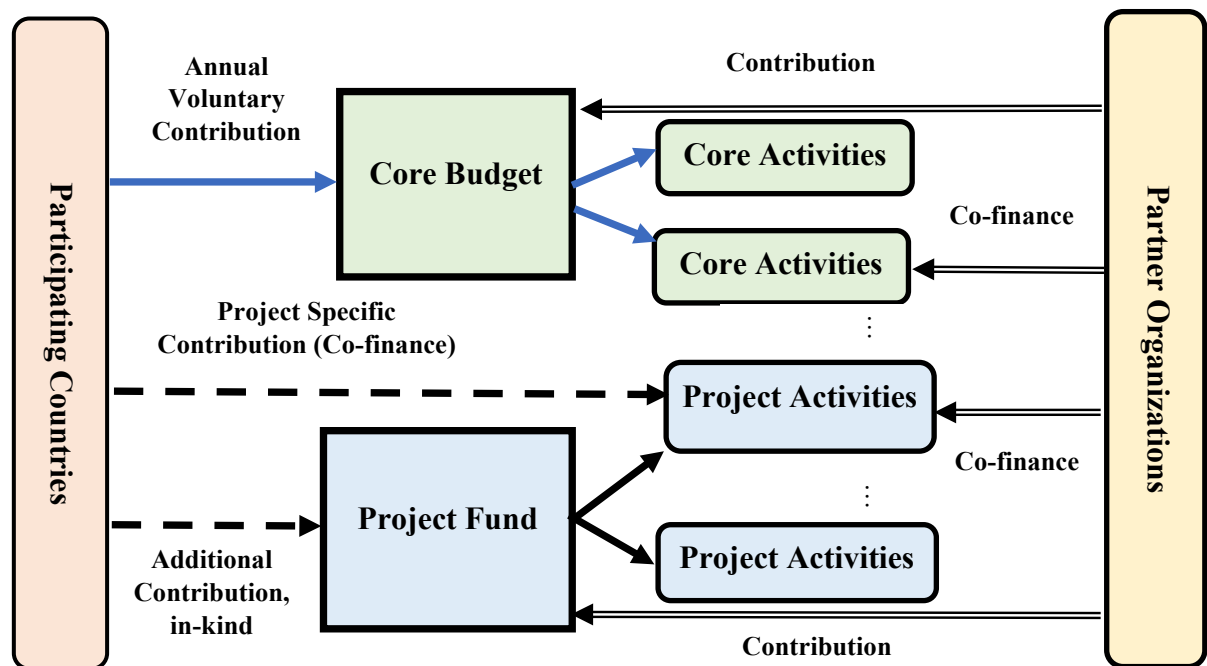 Participating Countries
Annual
Voluntary
Contribution
Core Budget
Contribution
Core Activities
Co-finance
Core Activities
Partner Organizations
Project Specific
Contribution (Co-finance)
⋮
Project Activities
Co-finance
Project Fund
⋮
Project Activities
Additional
Contribution,
in-kind
Contribution